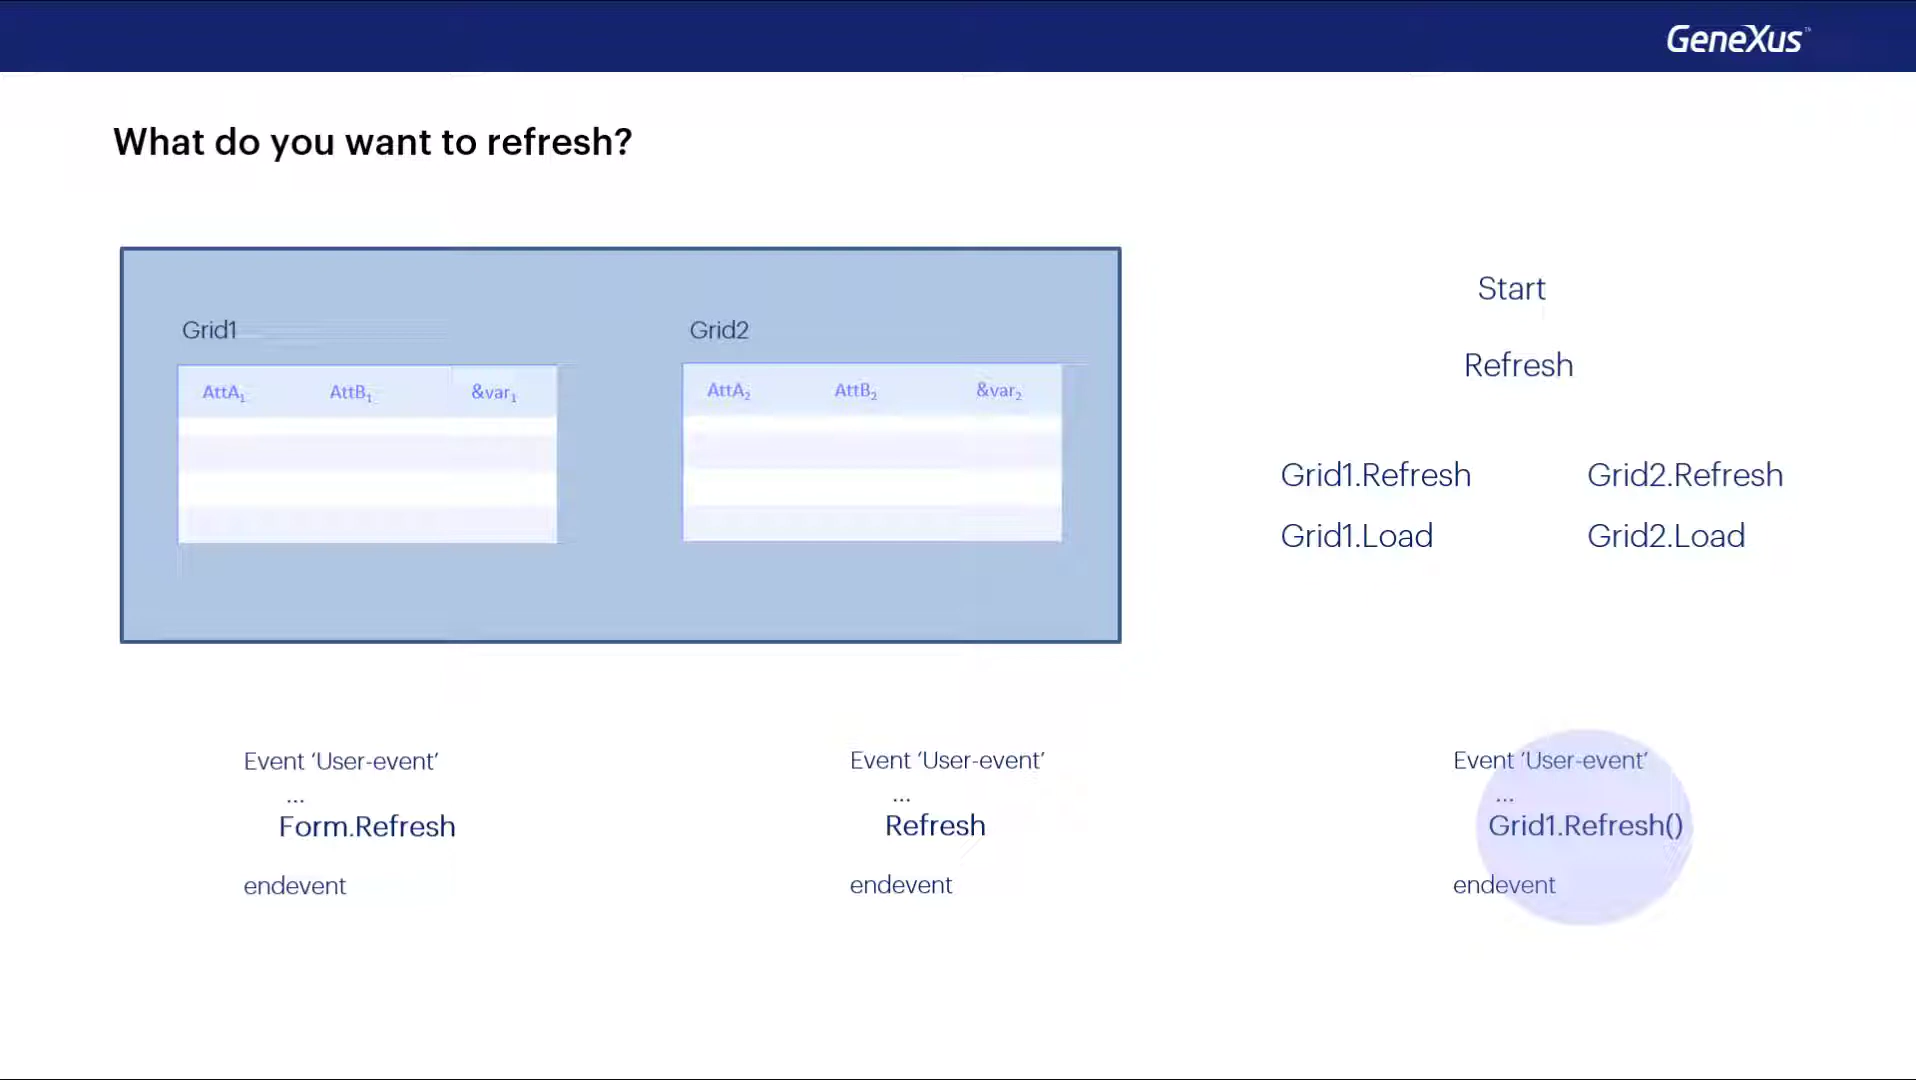 GeneXus™
What do you want to refresh?
Grid1
AttA₁ AttB₁ &var₁
Grid2
AttA₂ AttB₂ &var₂
Start
Refresh
Grid1.Refresh Grid2.Refresh
Grid1.Load Grid2.Load
Event ‘User-event’
...
Form.Refresh
endevent
Event ‘User-event’
...
Refresh
endevent
Event ‘User-event’
...
Grid1.Refresh()
endevent